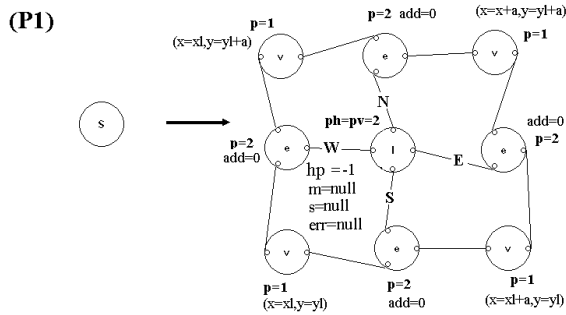 (P1)
p=2 add=0
(x=x+a,y=yl+a)
(x=xl,y=yl+a)
p=1
p=1
v
e
v
N
s
ph=pv=2
add=0
p=2
add=0
e
W
I
E
e
p=2
hp = -1
m=null
s=null
err=null
S
v
e
v
p=1
p=2
p=1
(x=xl,y=yl)
add=0
(x=xl+a,y=yl)